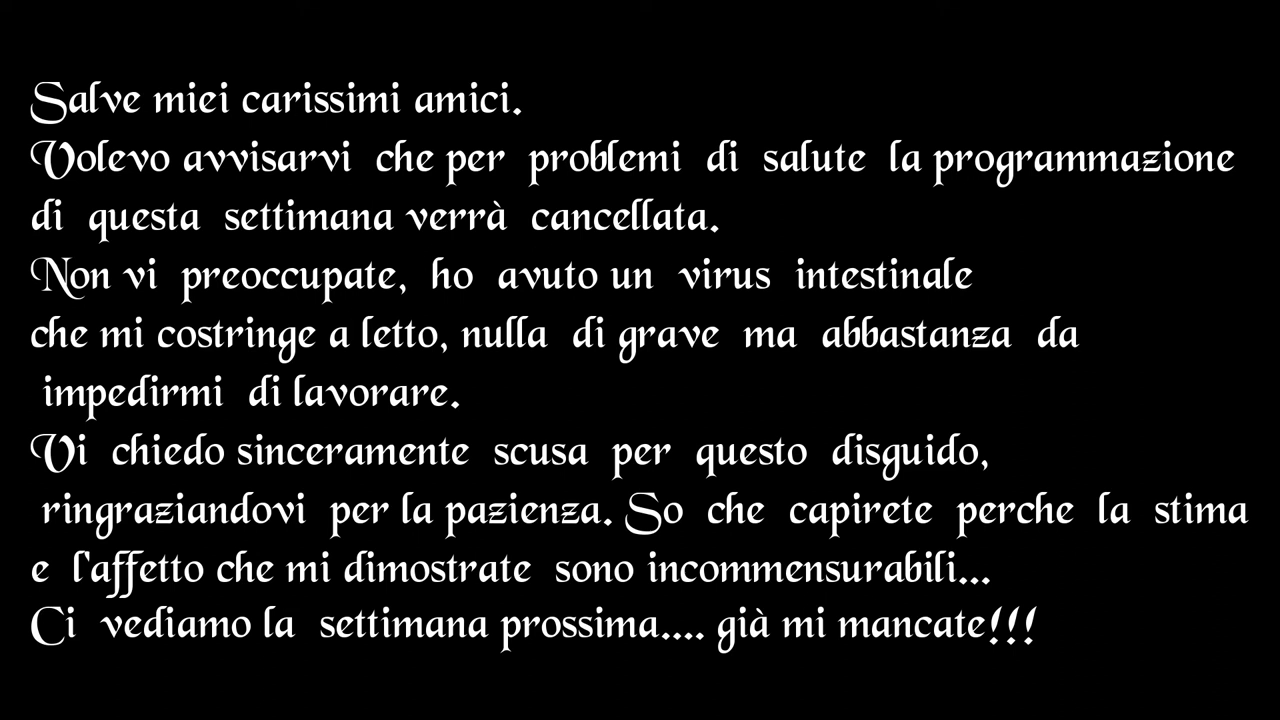 Salve miei carissimi amici.
Volevo avvisarvi che per problemi di salute la programmazione
di questa settimana verrà cancellata.
Non vi preoccupate, ho avuto un virus intestinale
che mi costringe a letto, nulla di grave ma abbastanza da
impedirmi di lavorare.
Vi chiedo sinceramente scusa per questo disguido,
ringraziandovi per la pazienza. So che capirete perche la stima
e l'affetto che mi dimostrate sono incommensurabili...
Ci vediamo la settimana prossima.... già mi mancate!!!